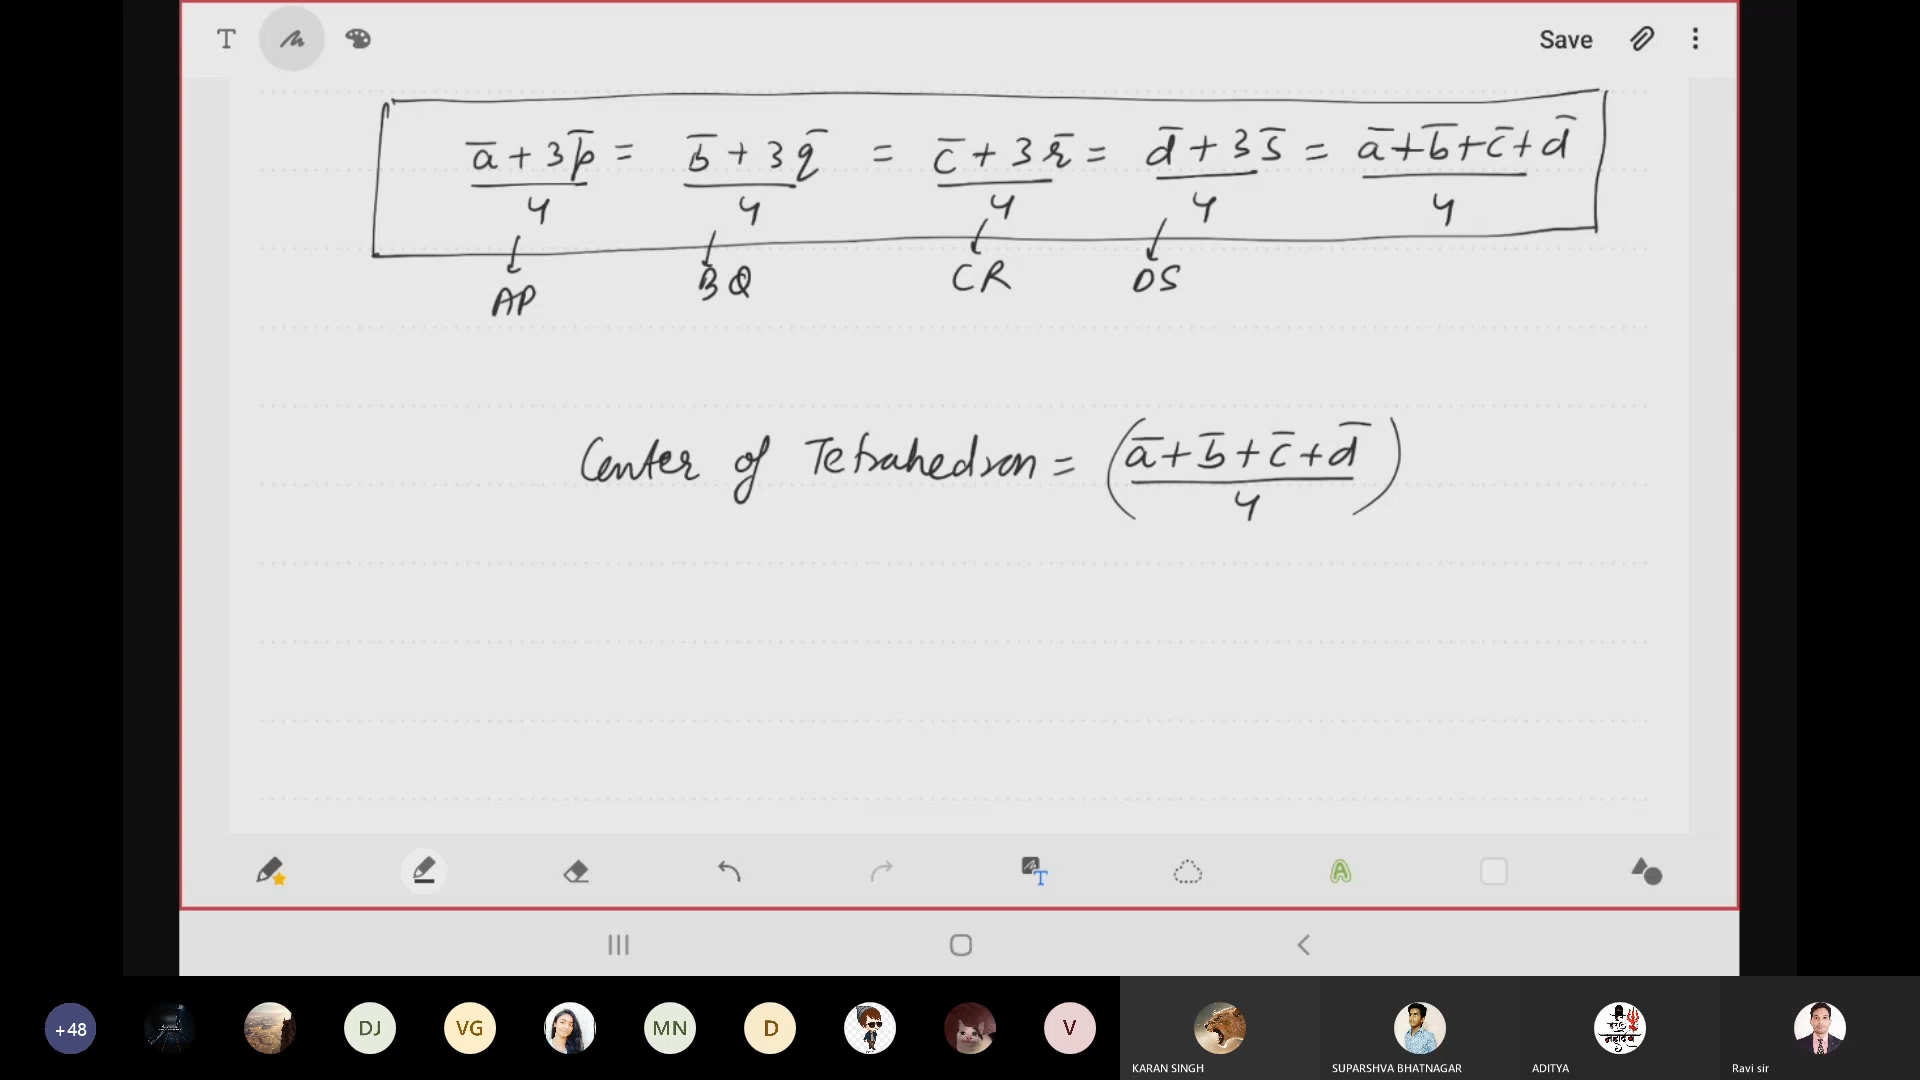 T Save
a̅ + 3p̅ / 4 = b̅ + 3q̅ / 4 = c̅ + 3r̅ / 4 = d̅ + 3s̅ / 4 = a̅ + b̅ + c̅ + d̅ / 4
AP BQ CR DS
Center of Tetrahedron = (a̅ + b̅ + c̅ + d̅ / 4)
T A
+48 DJ VG MN D V
KARAN SINGH SUPARSHVA BHATNAGAR ADITYA Ravi sir